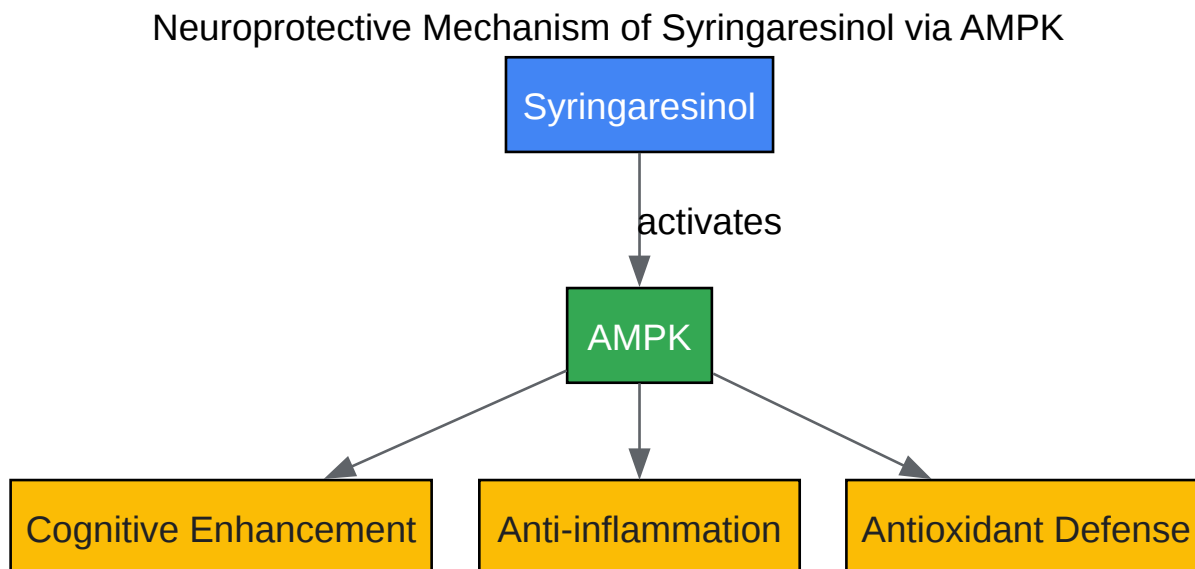 Neuroprotective Mechanism of Syringaresinol via AMPK
Syringaresinol
activates
AMPK
Cognitive Enhancement
Anti-inflammation
Antioxidant Defense